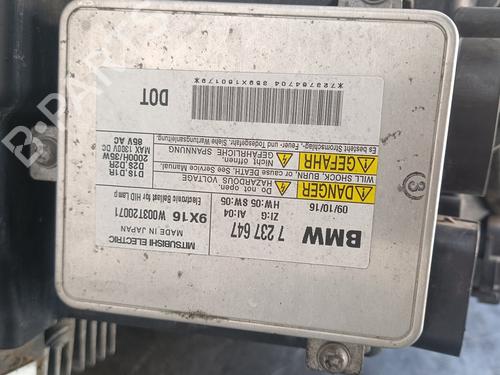 BMW 7 237 647
09/10/16 ZI:G AI:04
HW:05 SW:05
MITSUBISHI ELECTRIC
MADE IN JAPAN
9X16 W003T20071
Electronic Ballast for HID Lamp
DANGER
HAZARDOUS VOLTAGE
Do not open.
WILL SHOCK, BURN, or cause DEATH. See Service Manual.
GEFAHR
GEFÄHRLICHE SPANNUNG
Nicht öffnen.
Es besteht Stromschlag-, Feuer- und Todesgefahr. Siehe Wartungsanleitung.
D1S,D1R
D2S,D2R
MAX 1300V DC
2000H/35W
85V AC
DOT
3
B-PARTS